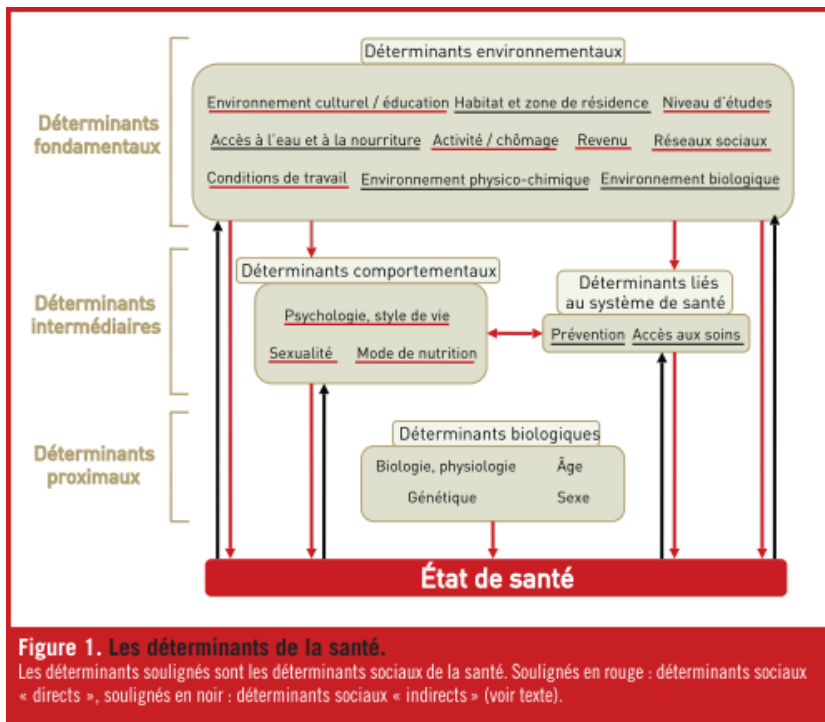 Déterminants environnementaux
Déterminants
fondamentaux
Environnement culturel / éducation Habitat et zone de résidence Niveau d'études
Accès à l'eau et à la nourriture Activité / chômage Revenu Réseaux sociaux
Conditions de travail Environnement physico-chimique Environnement biologique
Déterminants
intermédiaires
Déterminants comportementaux
Psychologie, style de vie
Sexualité Mode de nutrition
Déterminants liés
au système de santé
Prévention Accès aux soins
Déterminants
proximaux
Déterminants biologiques
Biologie, physiologie Âge
Génétique Sexe
État de santé
Figure 1. Les déterminants de la santé.
Les déterminants soulignés sont les déterminants sociaux de la santé. Soulignés en rouge : déterminants sociaux
« directs », soulignés en noir : déterminants sociaux « indirects » (voir texte).